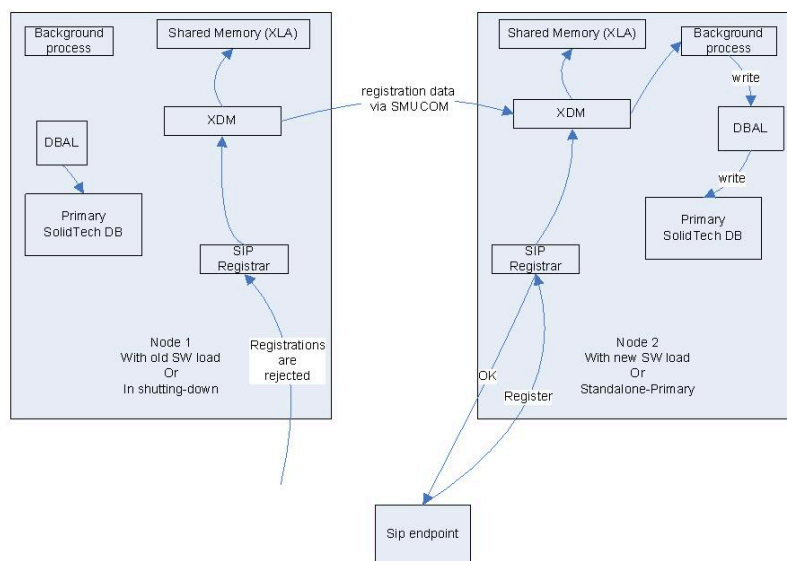 Background
process
Shared Memory (XLA)
XDM
DBAL
Primary
SolidTech DB
SIP
Registrar
Node 1
With old SW load
Or
In shutting-down
Registrations
are
rejected
registration data
via SMUCOM
Shared Memory (XLA)
Background
process
write
XDM
DBAL
write
Primary
SolidTech DB
SIP
Registrar
Node 2
With new SW load
Or
Standalone-Primary
OK
Register
Sip endpoint